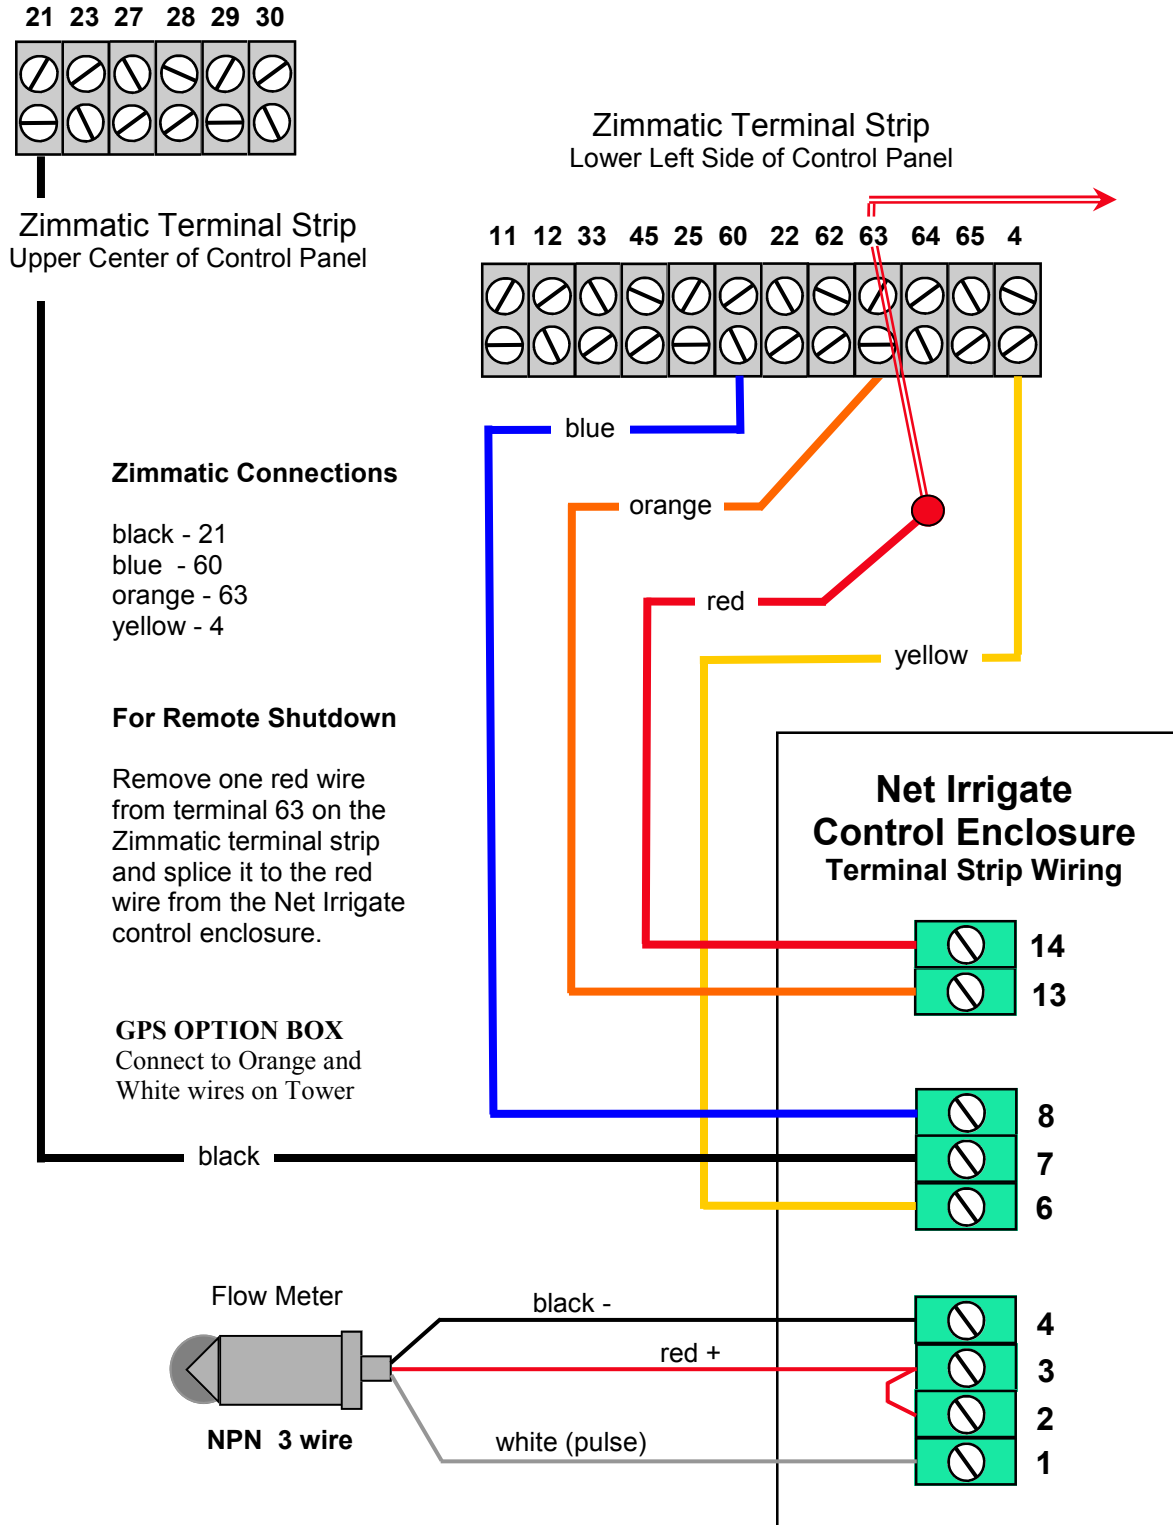 21 23 27 28 29 30
Zimmatic Terminal Strip
Upper Center of Control Panel
Zimmatic Terminal Strip
Lower Left Side of Control Panel
11 12 33 45 25 60 22 62 63 64 65 4
blue
orange
red
yellow
Zimmatic Connections
black - 21
blue - 60
orange - 63
yellow - 4
For Remote Shutdown
Remove one red wire
from terminal 63 on the
Zimmatic terminal strip
and splice it to the red
wire from the Net Irrigate
control enclosure.
GPS OPTION BOX
Connect to Orange and
White wires on Tower
black
Net Irrigate
Control Enclosure
Terminal Strip Wiring
14
13
8
7
6
Flow Meter
NPN 3 wire
black -
red +
white (pulse)
4
3
2
1